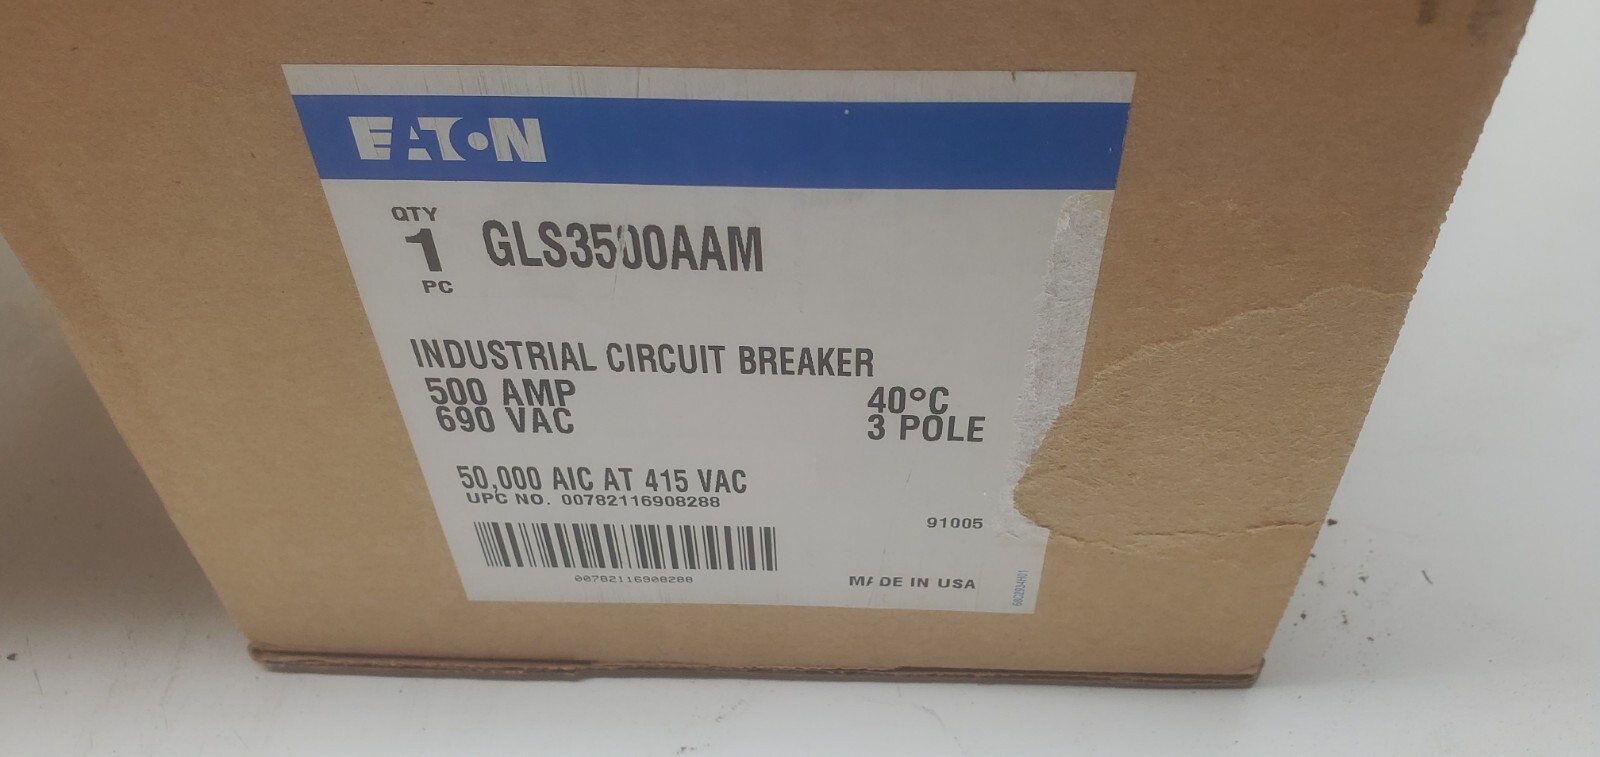 EATON
QTY
1 GLS3500AAM
PC
INDUSTRIAL CIRCUIT BREAKER
500 AMP 40°C
690 VAC 3 POLE
50,000 AIC AT 415 VAC
UPC NO. 00782116908288
91005
00782116908288
MADE IN USA